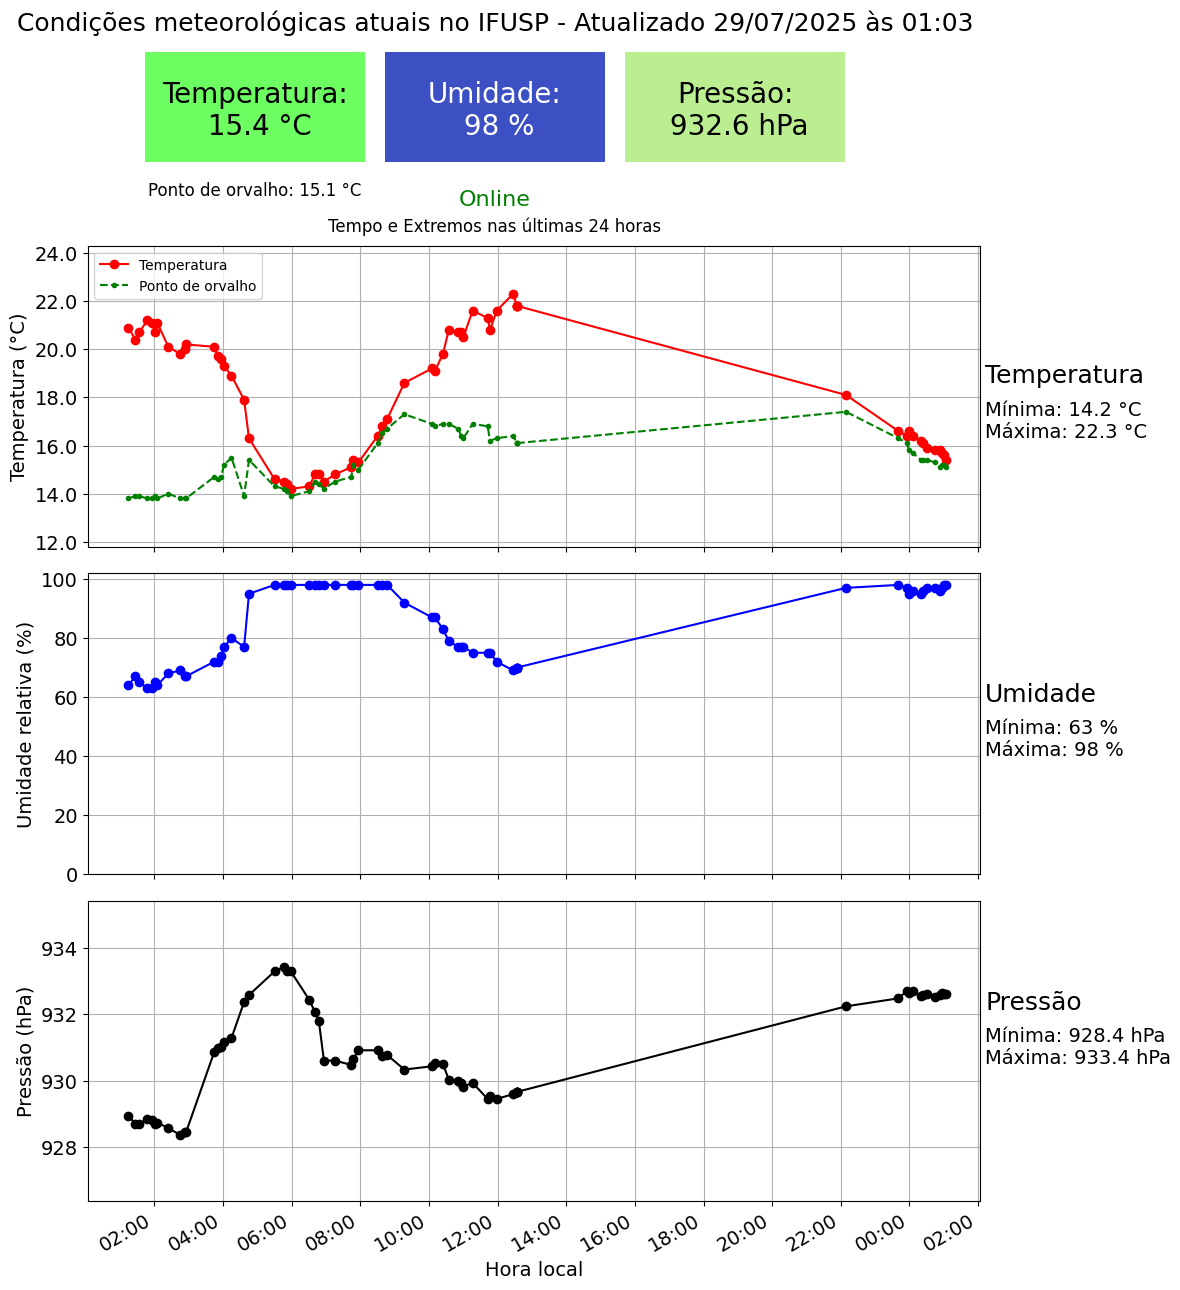 Condições meteorológicas atuais no IFUSP - Atualizado 29/07/2025 às 01:03
Temperatura:
15.4 °C
Umidade:
98 %
Pressão:
932.6 hPa
Ponto de orvalho: 15.1 °C
Online
Tempo e Extremos nas últimas 24 horas
Temperatura (°C)
24.0
22.0
20.0
18.0
16.0
14.0
12.0
Temperatura
Ponto de orvalho
Temperatura
Mínima: 14.2 °C
Máxima: 22.3 °C
Umidade relativa (%)
100
80
60
40
20
0
Umidade
Mínima: 63 %
Máxima: 98 %
Pressão (hPa)
934
932
930
928
Pressão
Mínima: 928.4 hPa
Máxima: 933.4 hPa
02:00 04:00 06:00 08:00 10:00 12:00 14:00 16:00 18:00 20:00 22:00 00:00 02:00
Hora local